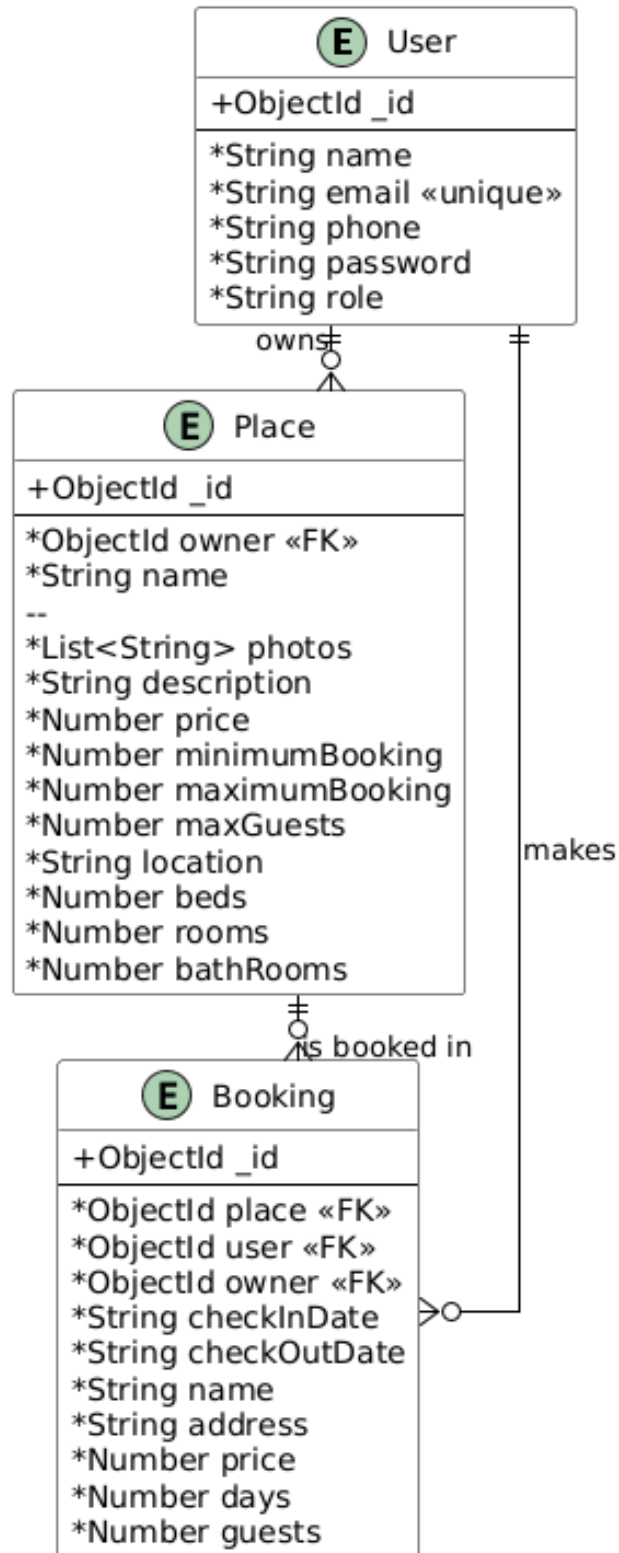 E User
+ObjectId _id
*String name
*String email «unique»
*String phone
*String password
*String role
owns
E Place
+ObjectId _id
*ObjectId owner «FK»
*String name
--
*List<String> photos
*String description
*Number price
*Number minimumBooking
*Number maximumBooking
*Number maxGuests
*String location
*Number beds
*Number rooms
*Number bathRooms
makes
is booked in
E Booking
+ObjectId _id
*ObjectId place «FK»
*ObjectId user «FK»
*ObjectId owner «FK»
*String checkInDate
*String checkOutDate
*String name
*String address
*Number price
*Number days
*Number guests